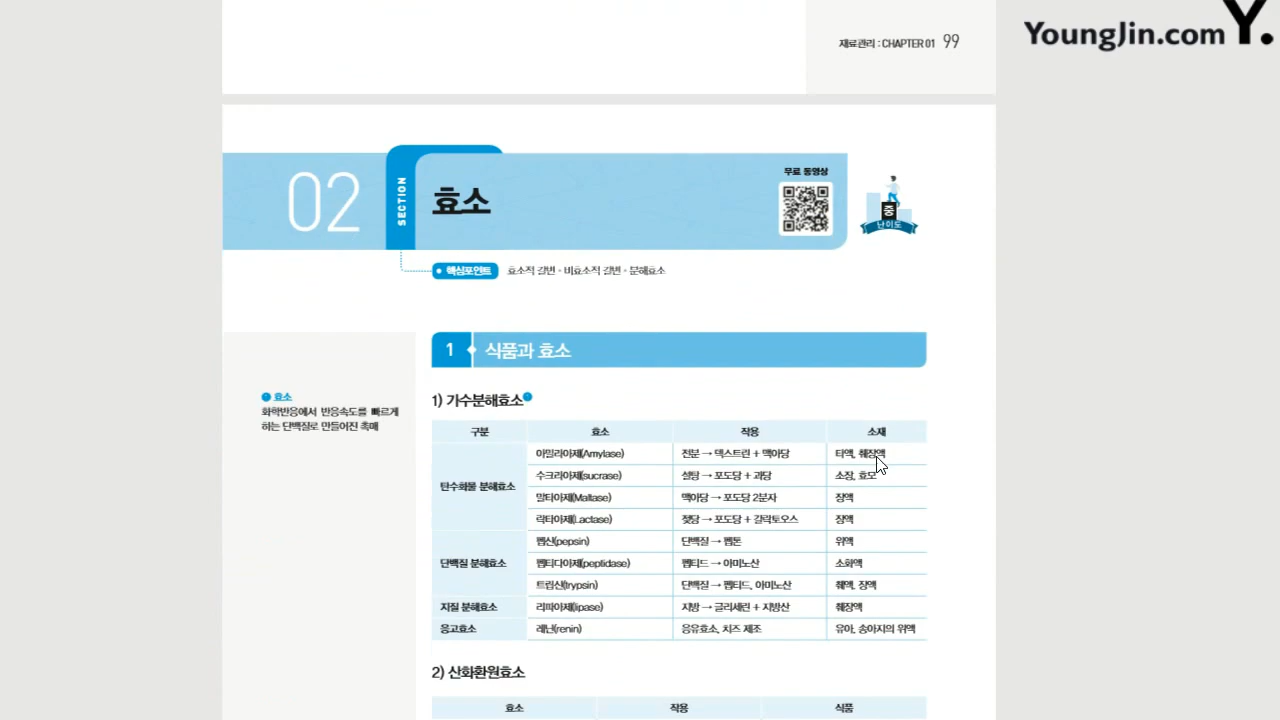 재료관리 : CHAPTER 01 99
YoungJin.com Y.
02 SECTION 효소
무료 동영상
중
난이도
핵심포인트 효소적 갈변 • 비효소적 갈변 • 분해효소
1 식품과 효소
효소
화학반응에서 반응속도를 빠르게
하는 단백질로 만들어진 촉매
1) 가수분해효소
구분 효소 작용 소재
탄수화물 분해효소 아밀라아제(Amylase) 전분 → 덱스트린 + 맥아당 타액, 췌장액
수크라아제(sucrase) 설탕 → 포도당 + 과당 소장, 효모
말타아제(Maltase) 맥아당 → 포도당 2분자 장액
락타아제(Lactase) 젖당 → 포도당 + 갈락토오스 장액
단백질 분해효소 펩신(pepsin) 단백질 → 펩톤 위액
펩티다아제(peptidase) 펩티드 → 아미노산 소화액
트립신(trypsin) 단백질 → 펩티드, 아미노산 췌액, 장액
지질 분해효소 리파아제(lipase) 지방 → 글리세린 + 지방산 췌장액
응고효소 레닌(renin) 응유효소, 치즈 제조 유아, 송아지의 위액
2) 산화환원효소
효소 작용 식품